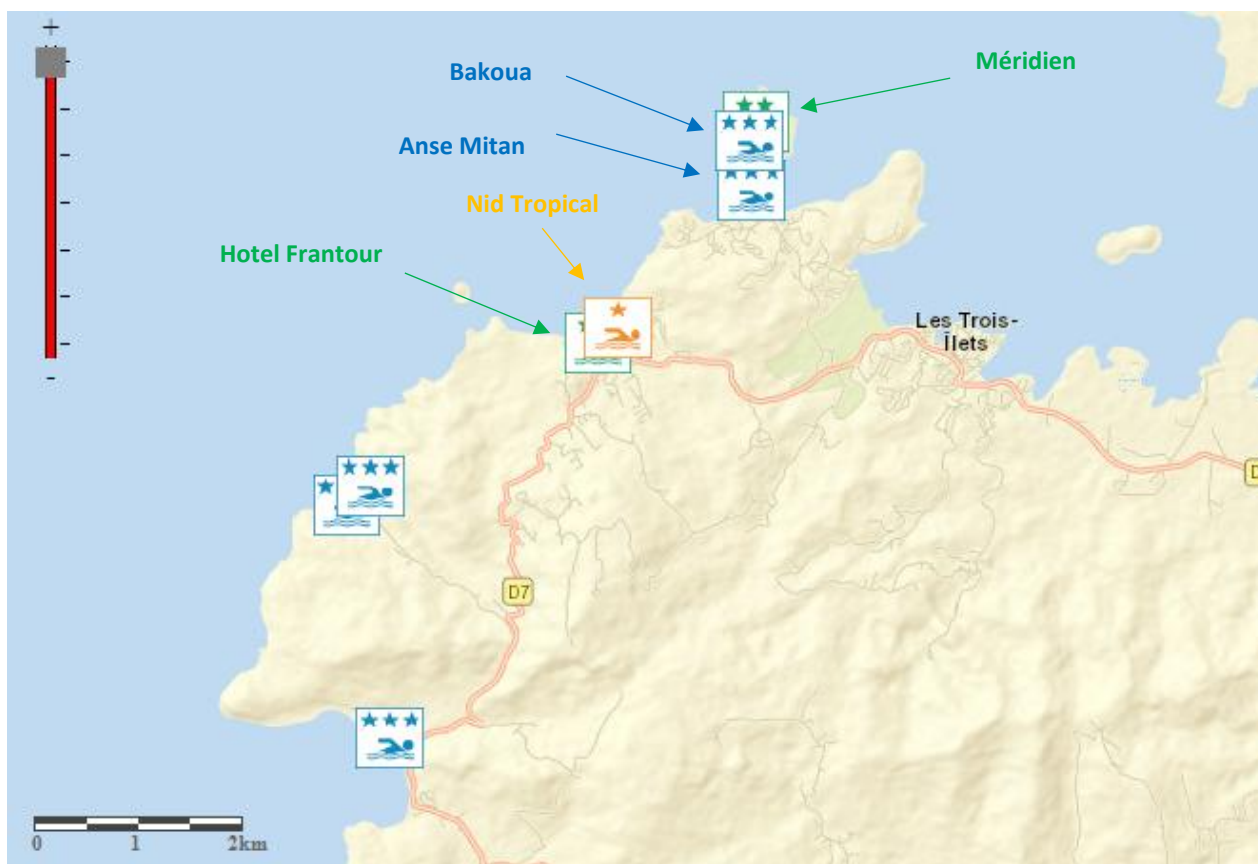 +
Bakoua
Méridien
Anse Mitan
Nid Tropical
Hotel Frantour
Les Trois-
Îlets
D7
D
-
0 1 2km